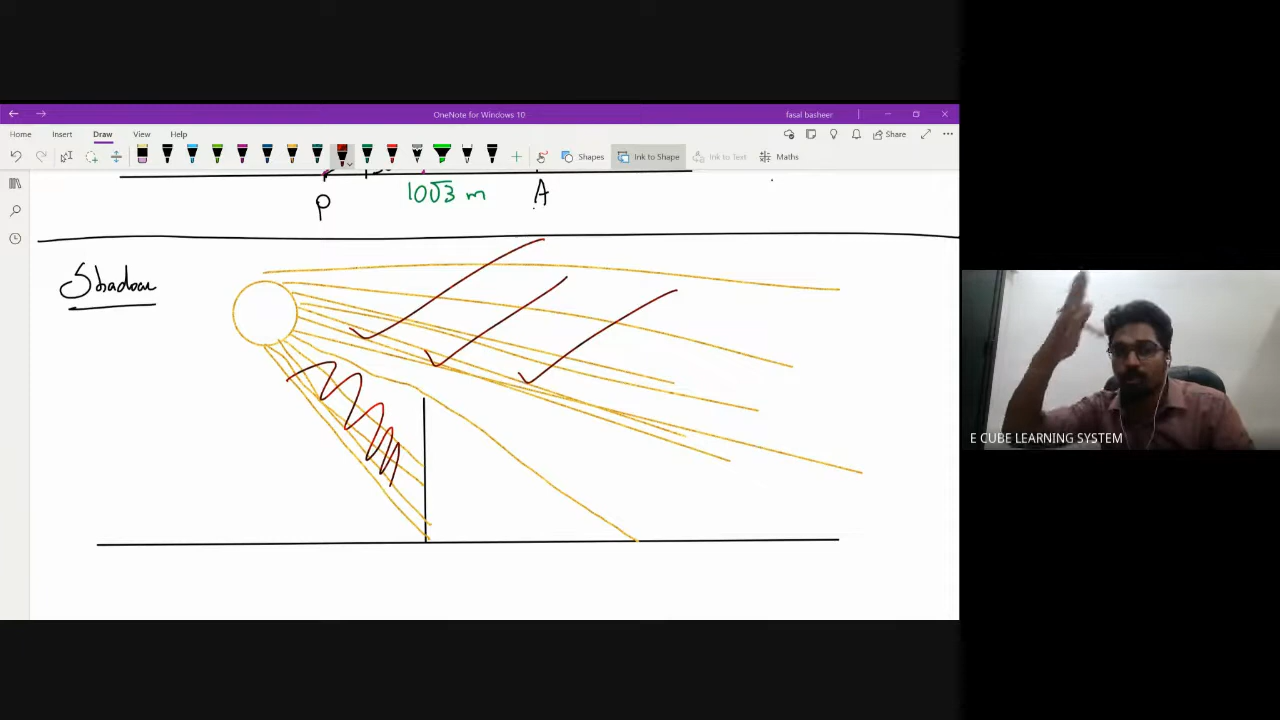 OneNote for Windows 10
fasal basheer
Home Insert Draw View Help
Share
Shapes
Ink to Shape
Ink to Text
Maths
10√3 m
P
A
Shadow
E CUBE LEARNING SYSTEM